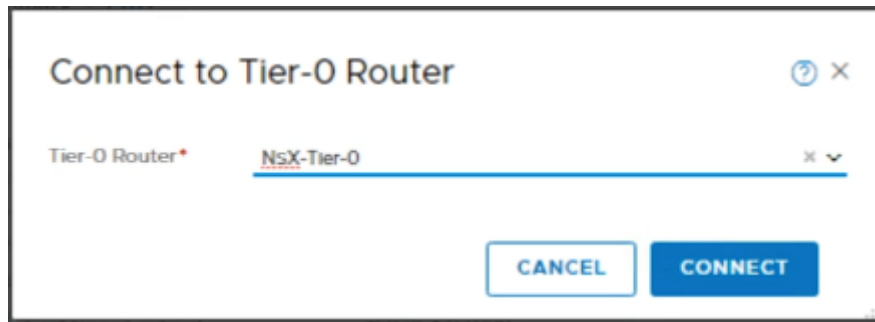 Connect to Tier-0 Router
Tier-0 Router*
NsX-Tier-0
CANCEL
CONNECT